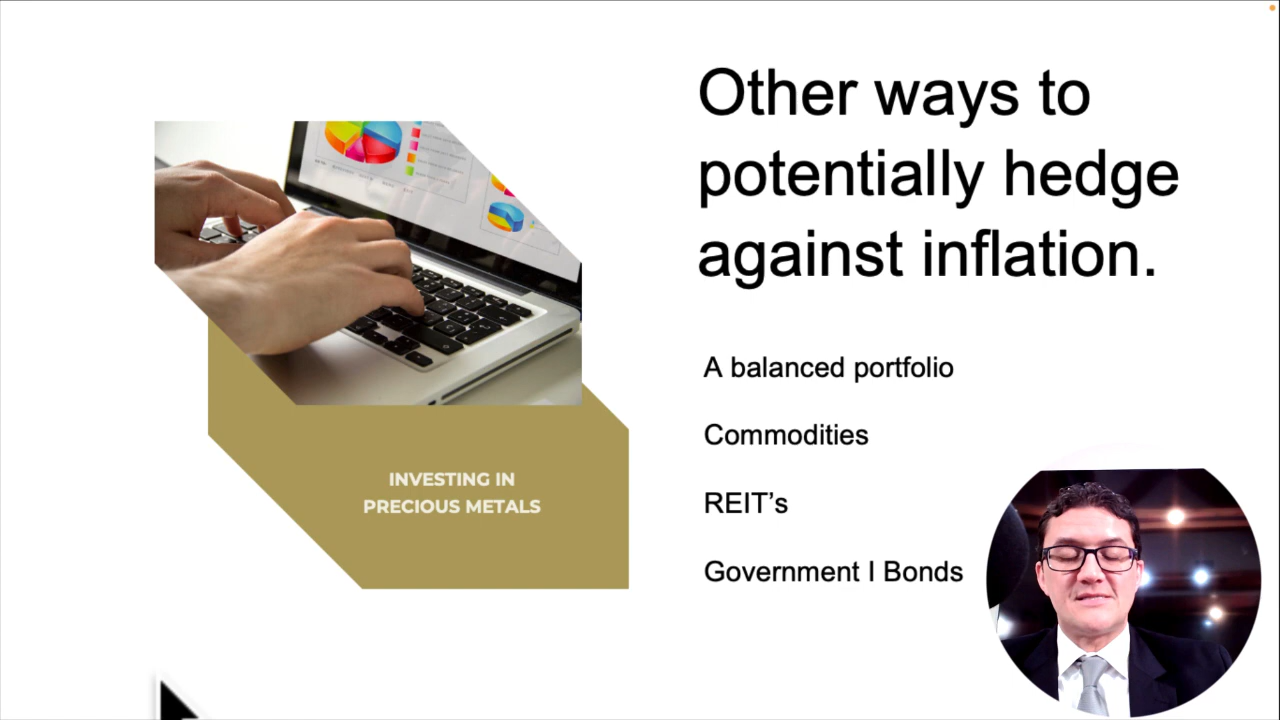 Other ways to
potentially hedge
against inflation.
A balanced portfolio
Commodities
REIT’s
Government I Bonds
INVESTING IN
PRECIOUS METALS